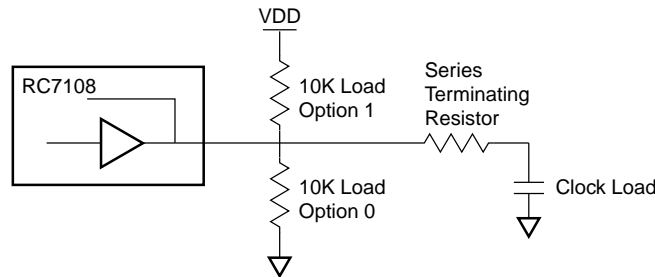 VDD
RC7108
10K Load
Option 1
Series
Terminating
Resistor
10K Load
Option 0
Clock Load